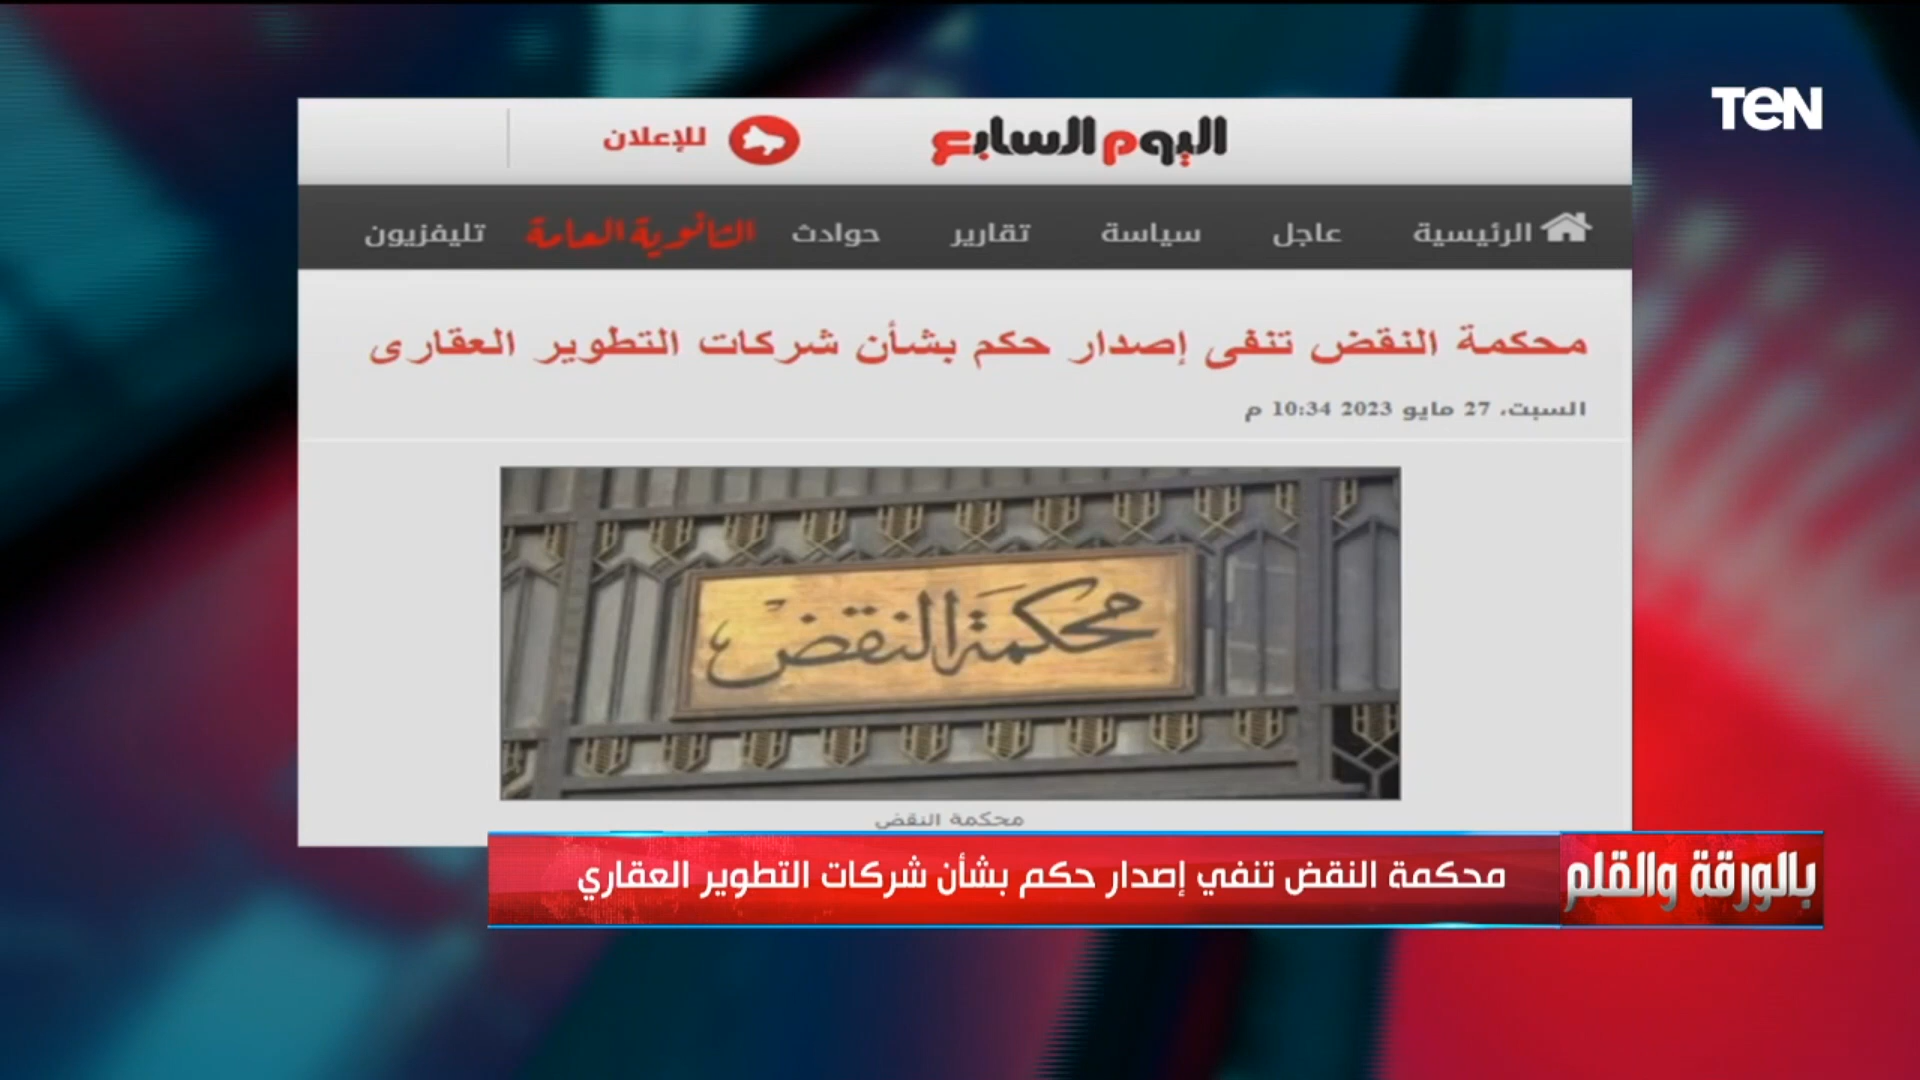 TEN
اليوم السابع
للإعلان
الرئيسية عاجل سياسة تقارير حوادث الثانوية العامة تليفزيون
محكمة النقض تنفى إصدار حكم بشأن شركات التطوير العقارى
السبت، 27 مايو 2023 10:34 م
محكمة النقض
محكمة النقض
بالورقة والقلم
محكمة النقض تنفي إصدار حكم بشأن شركات التطوير العقاري